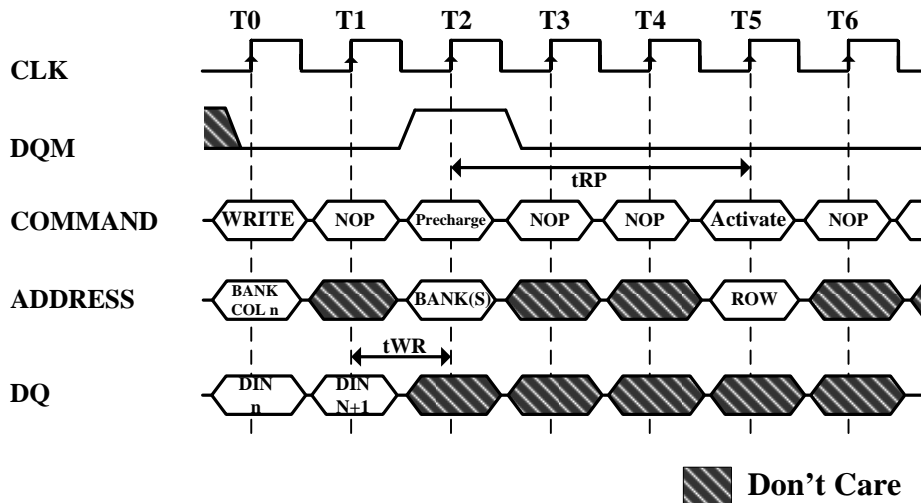 T0 T1 T2 T3 T4 T5 T6
CLK
DQM
tRP
COMMAND WRITE NOP Precharge NOP NOP Activate NOP
ADDRESS BANK COL n BANK(S) ROW
tWR
DQ DIN n DIN N+1
Don't Care